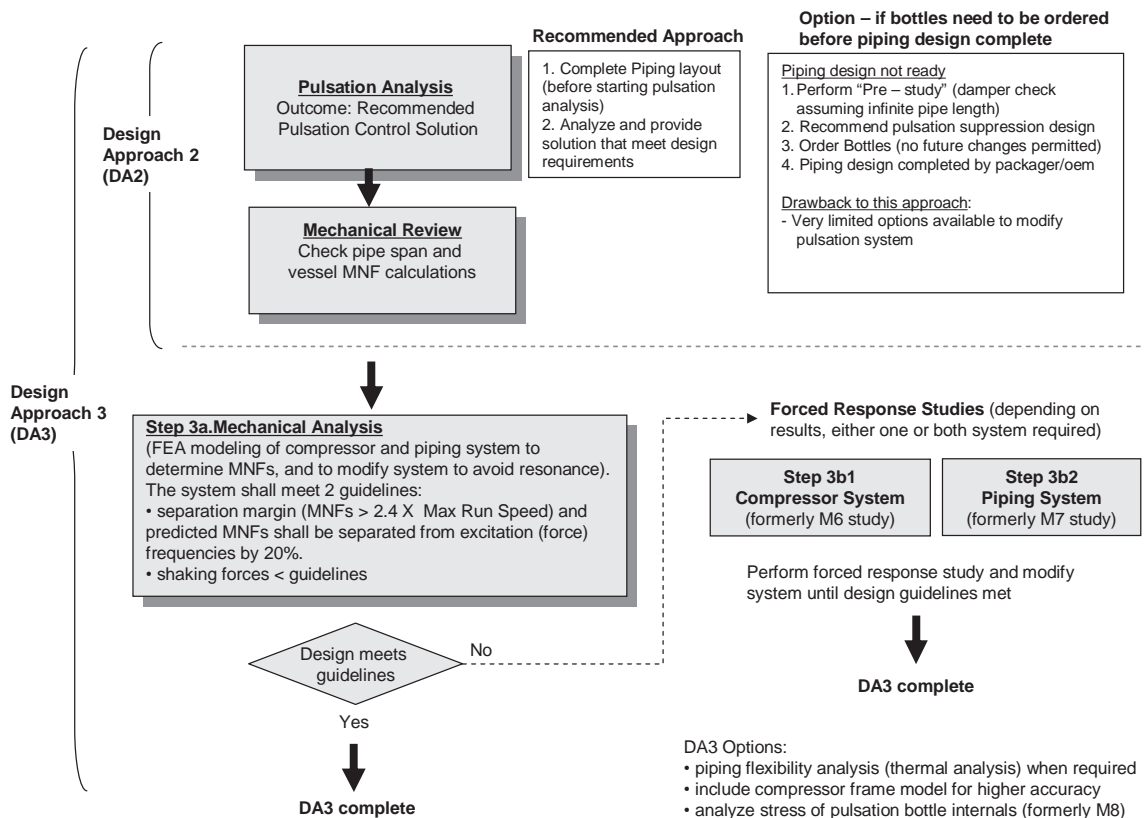 Design
Approach 2
(DA2)
Design
Approach 3
(DA3)
Pulsation Analysis
Outcome: Recommended
Pulsation Control Solution
Mechanical Review
Check pipe span and
vessel MNF calculations
Recommended Approach
1. Complete Piping layout
(before starting pulsation
analysis)
2. Analyze and provide
solution that meet design
requirements
Option – if bottles need to be ordered
before piping design complete
Piping design not ready
1. Perform “Pre – study” (damper check
assuming infinite pipe length)
2. Recommend pulsation suppression design
3. Order Bottles (no future changes permitted)
4. Piping design completed by packager/oem
Drawback to this approach:
- Very limited options available to modify
pulsation system
Step 3a.Mechanical Analysis
(FEA modeling of compressor and piping system to
determine MNFs, and to modify system to avoid resonance).
The system shall meet 2 guidelines:
• separation margin (MNFs > 2.4 X Max Run Speed) and
predicted MNFs shall be separated from excitation (force)
frequencies by 20%.
• shaking forces < guidelines
Design meets
guidelines
No
Yes
DA3 complete
Forced Response Studies (depending on
results, either one or both system required)
Step 3b1
Compressor System
(formerly M6 study)
Step 3b2
Piping System
(formerly M7 study)
Perform forced response study and modify
system until design guidelines met
DA3 complete
DA3 Options:
• piping flexibility analysis (thermal analysis) when required
• include compressor frame model for higher accuracy
• analyze stress of pulsation bottle internals (formerly M8)